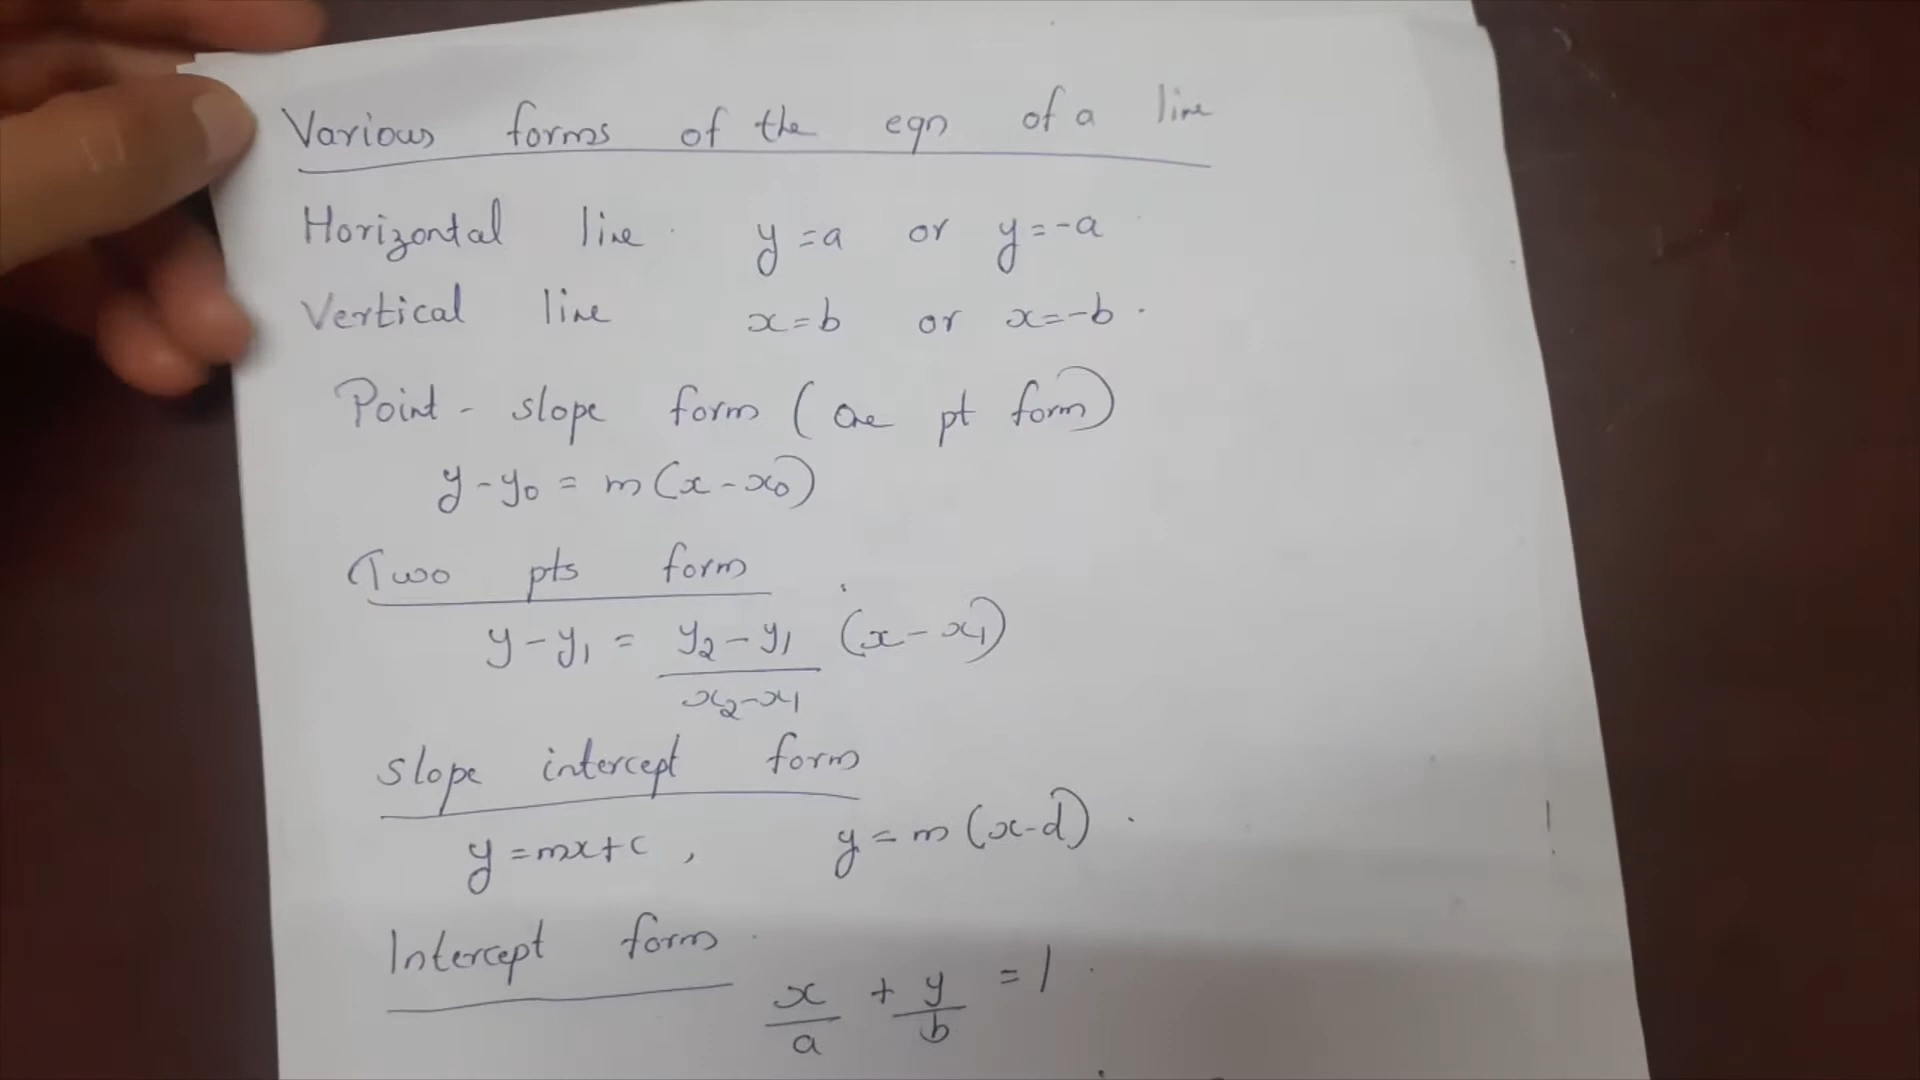 Various forms of the eqn of a line
Horizontal line y = a or y = -a
Vertical line x = b or x = -b.
Point - slope form (One pt form)
y - y₀ = m(x - x₀)
Two pts form
y - y₁ = y₂ - y₁ / x₂ - x₁ (x - x₁)
Slope intercept form
y = mx + c , y = m(x - d).
Intercept form
x/a + y/b = 1.